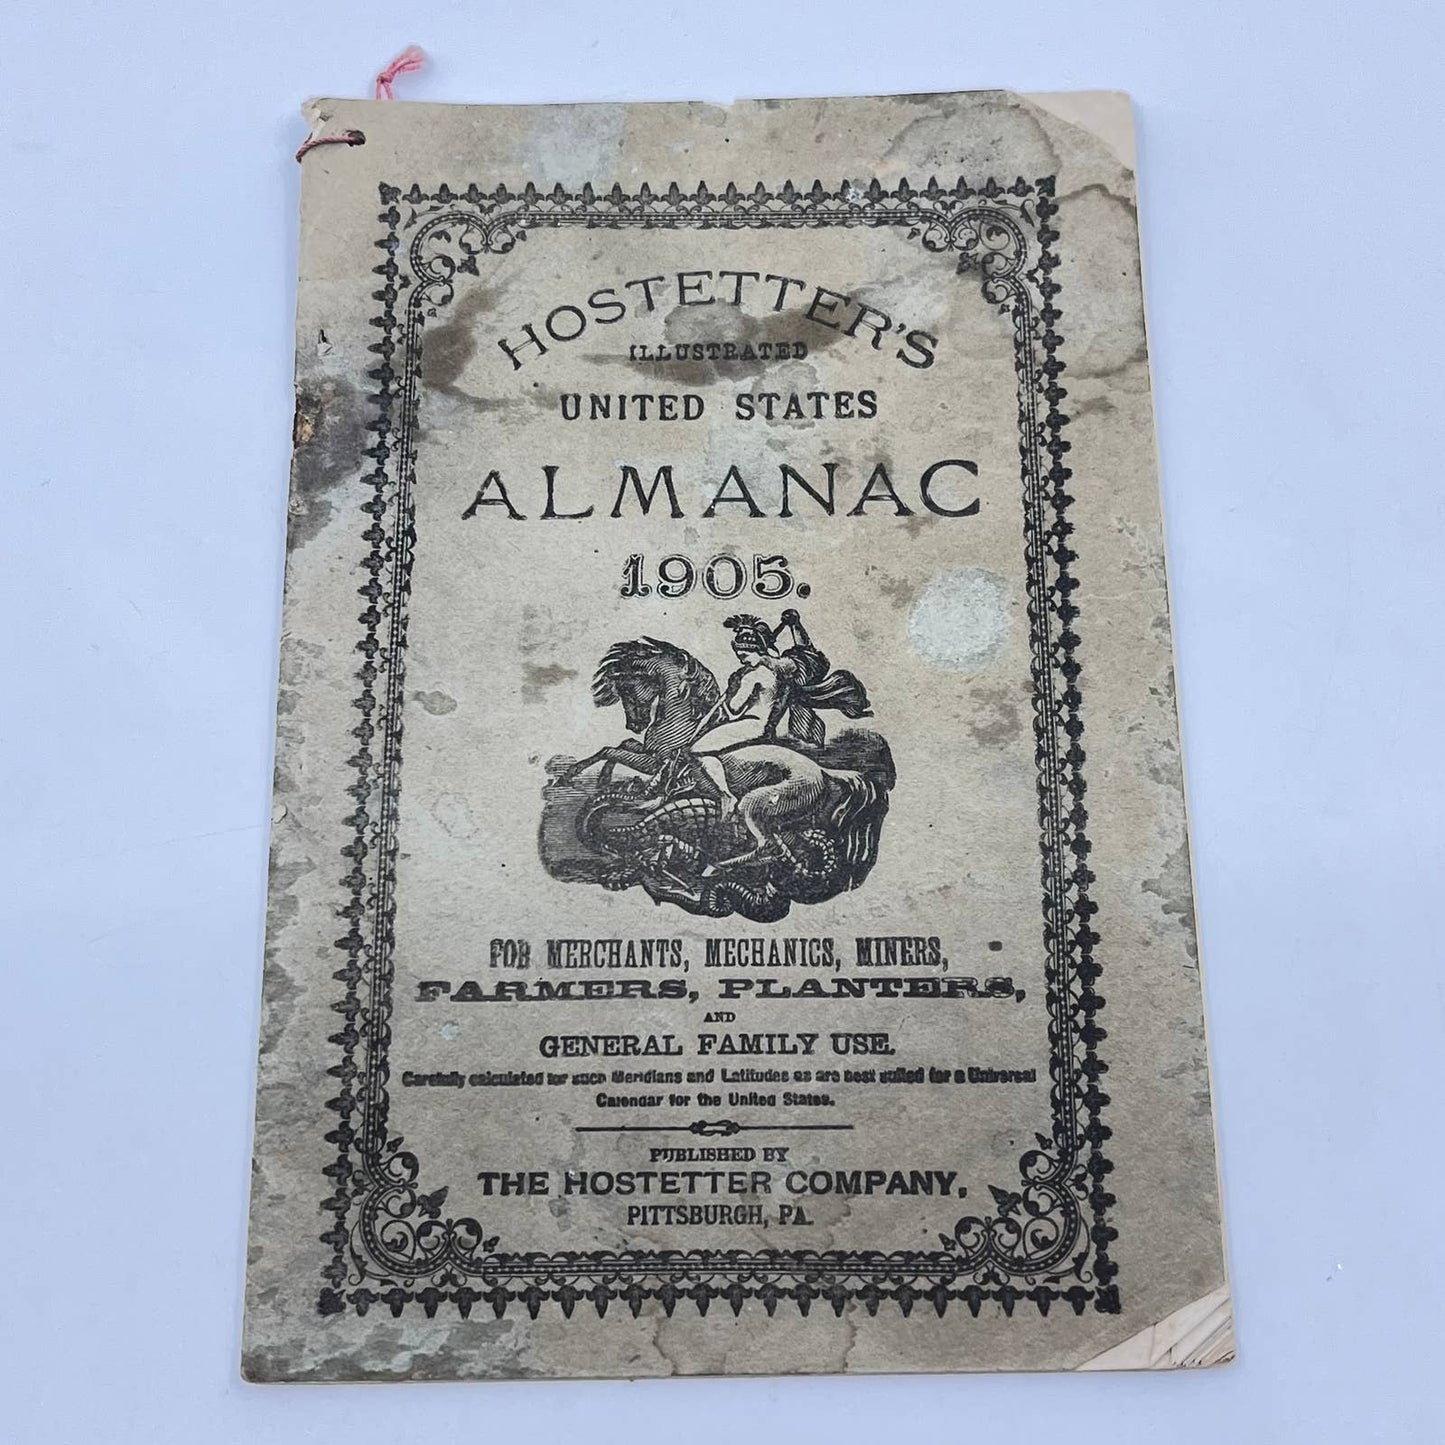 HOSTETTER'S
ILLUSTRATED
UNITED STATES
ALMANAC
1905.
FOR MERCHANTS, MECHANICS, MINERS,
FARMERS, PLANTERS,
AND
GENERAL FAMILY USE.
Carefully calculated for such Meridians and Latitudes as are best suited for a Universal
Calendar for the United States.
PUBLISHED BY
THE HOSTETTER COMPANY,
PITTSBURGH, PA.